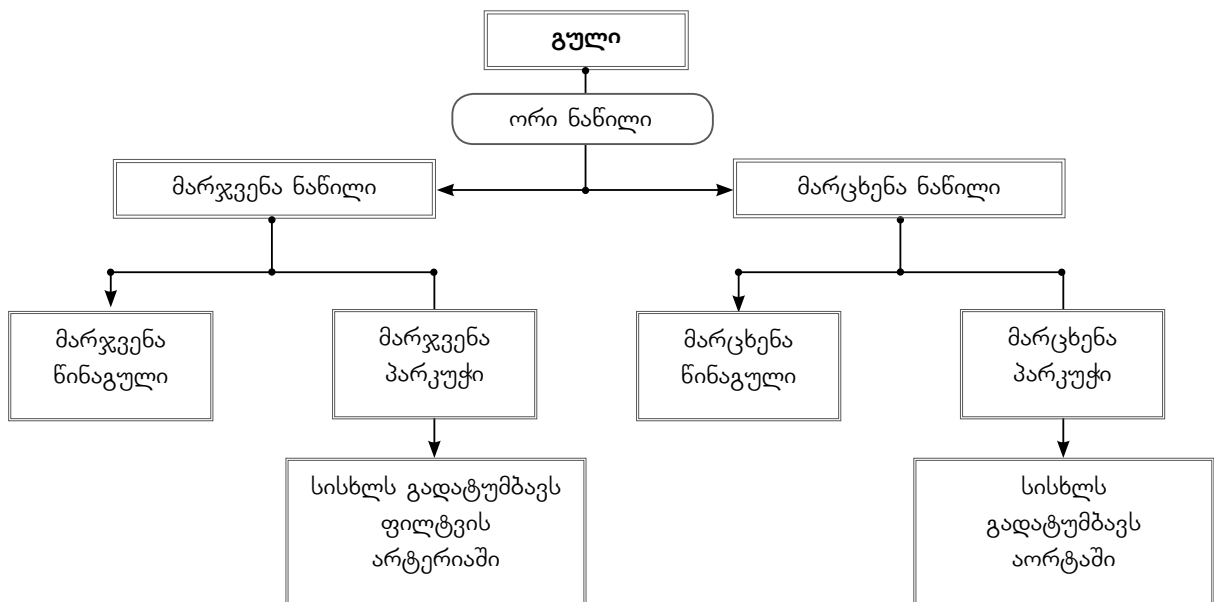 გული
ორი ნაწილი
მარჯვენა ნაწილი
მარცხენა ნაწილი
მარჯვენა
წინაგული
მარჯვენა
პარკუჭი
მარცხენა
წინაგული
მარცხენა
პარკუჭი
სისხლს გადატუმბავს
ფილტვის
არტერიაში
სისხლს
გადატუმბავს
აორტაში